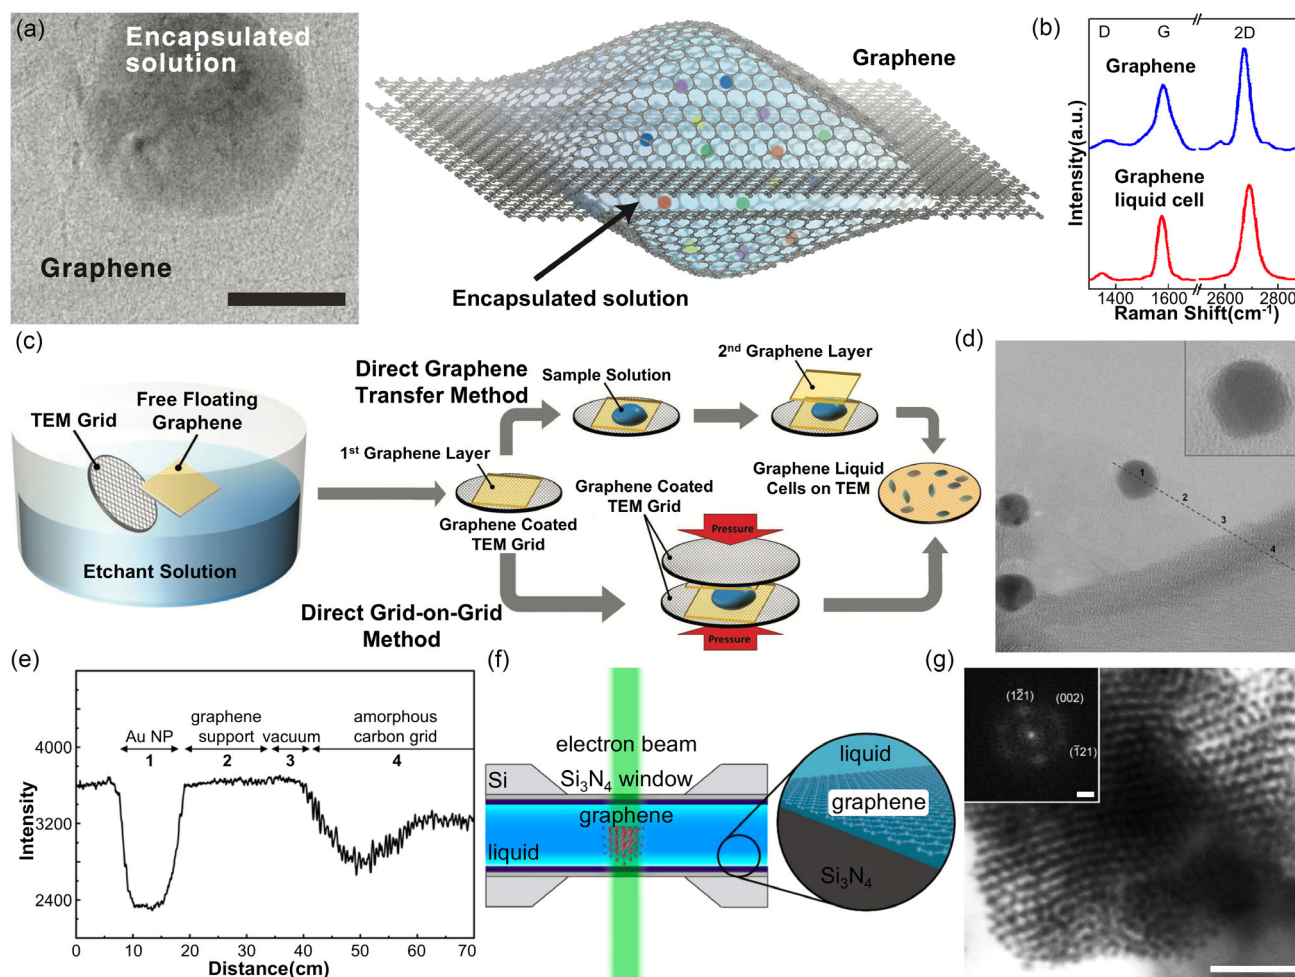 (a)
Encapsulated
solution
Graphene
Graphene
Encapsulated solution
(b)
D
G
2D
Graphene
Graphene
liquid cell
Intensity(a.u.)
1400
1600
2600
2800
Raman Shift(cm⁻¹)
(c)
TEM Grid
Free Floating
Graphene
Etchant Solution
Direct Graphene
Transfer Method
Sample Solution
2ⁿᵈ Graphene Layer
1ˢᵗ Graphene Layer
Graphene Coated
TEM Grid
Graphene Coated
TEM Grid
Graphene Liquid
Cells on TEM
Pressure
Pressure
Direct Grid-on-Grid
Method
(d)
1
2
3
4
(e)
Au NP
1
graphene
support
2
vacuum
3
amorphous
carbon grid
4
4000
3200
2400
Intensity
0
10
20
30
40
50
60
70
Distance(cm)
(f)
electron beam
Si
Si₃N₄ window
graphene
liquid
liquid
graphene
Si₃N₄
(g)
(12̄1)
(002)
(1̄21)